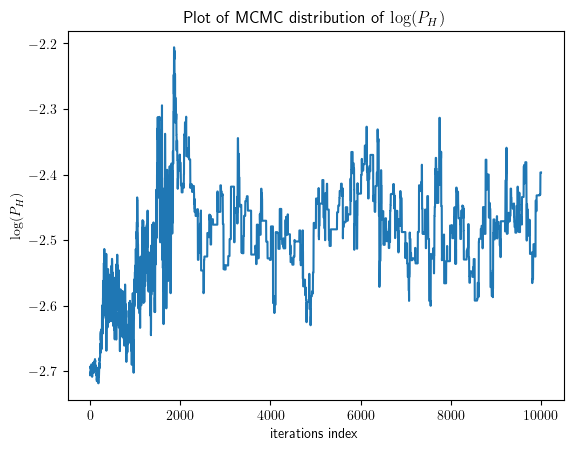 Plot of MCMC distribution of log(P_H)
log(P_H)
−2.2
−2.3
−2.4
−2.5
−2.6
−2.7
0 2000 4000 6000 8000 10000
iterations index